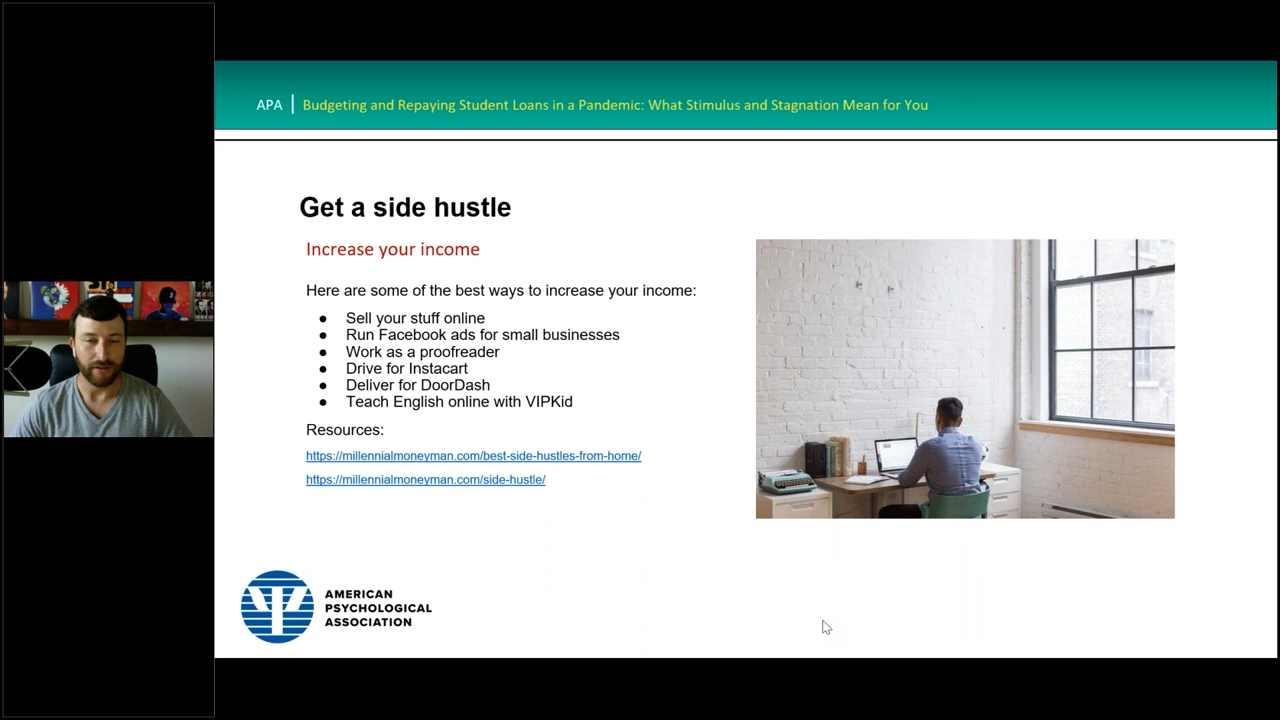 APA | Budgeting and Repaying Student Loans in a Pandemic: What Stimulus and Stagnation Mean for You
Get a side hustle
Increase your income
Here are some of the best ways to increase your income:
● Sell your stuff online
● Run Facebook ads for small businesses
● Work as a proofreader
● Drive for Instacart
● Deliver for DoorDash
● Teach English online with VIPKid
Resources:
https://millennialmoneyman.com/best-side-hustles-from-home/
https://millennialmoneyman.com/side-hustle/
AMERICAN
PSYCHOLOGICAL
ASSOCIATION